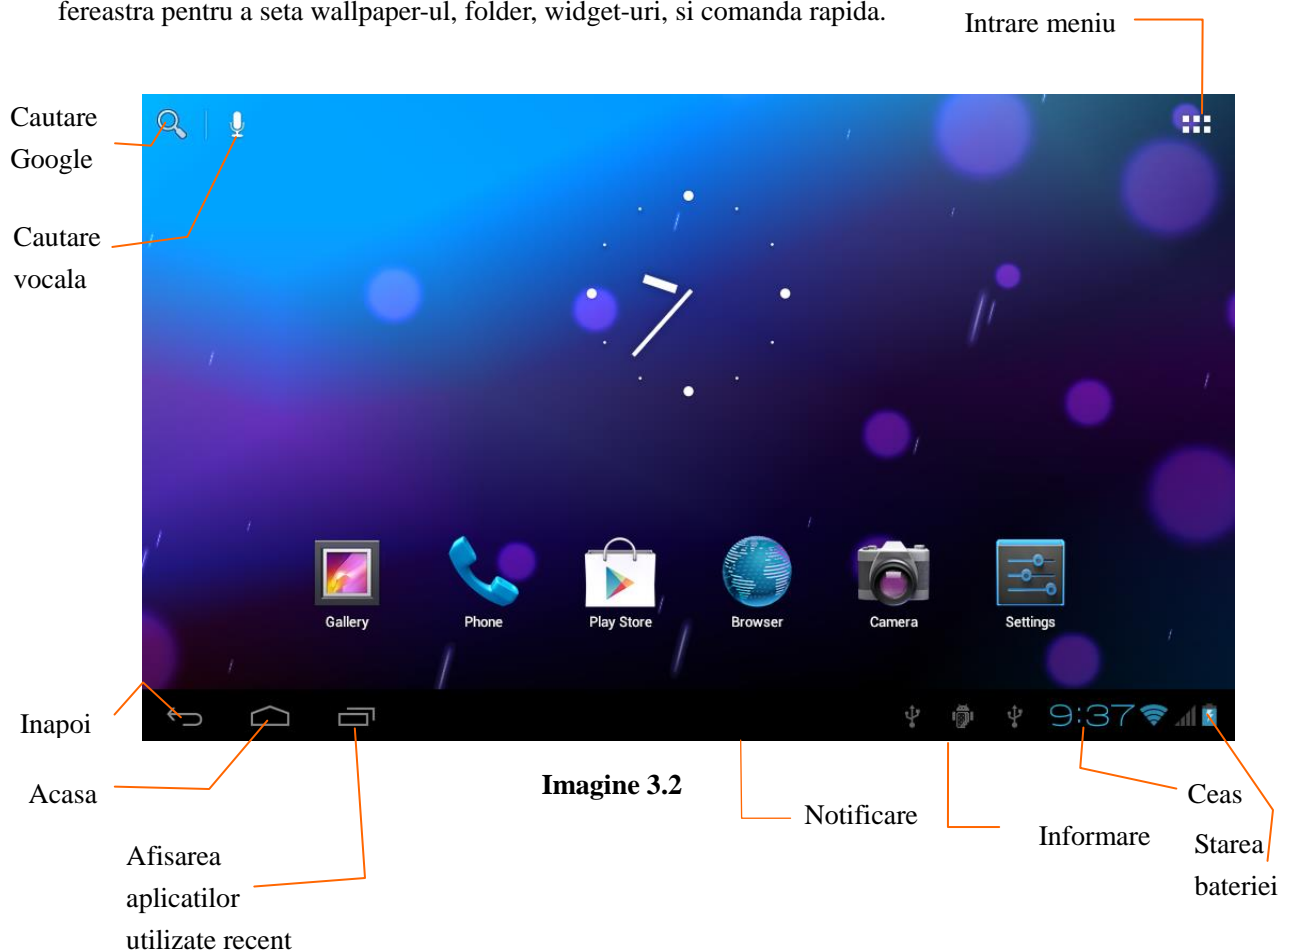 fereastra pentru a seta wallpaper-ul, folder, widget-uri, si comanda rapida.
Intrare meniu
Cautare
Google
Cautare
vocala
Gallery
Phone
Play Store
Browser
Camera
Settings
9:37
Inapoi
Acasa
Imagine 3.2
Notificare
Ceas
Informare
Starea
bateriei
Afisarea
aplicatilor
utilizate recent